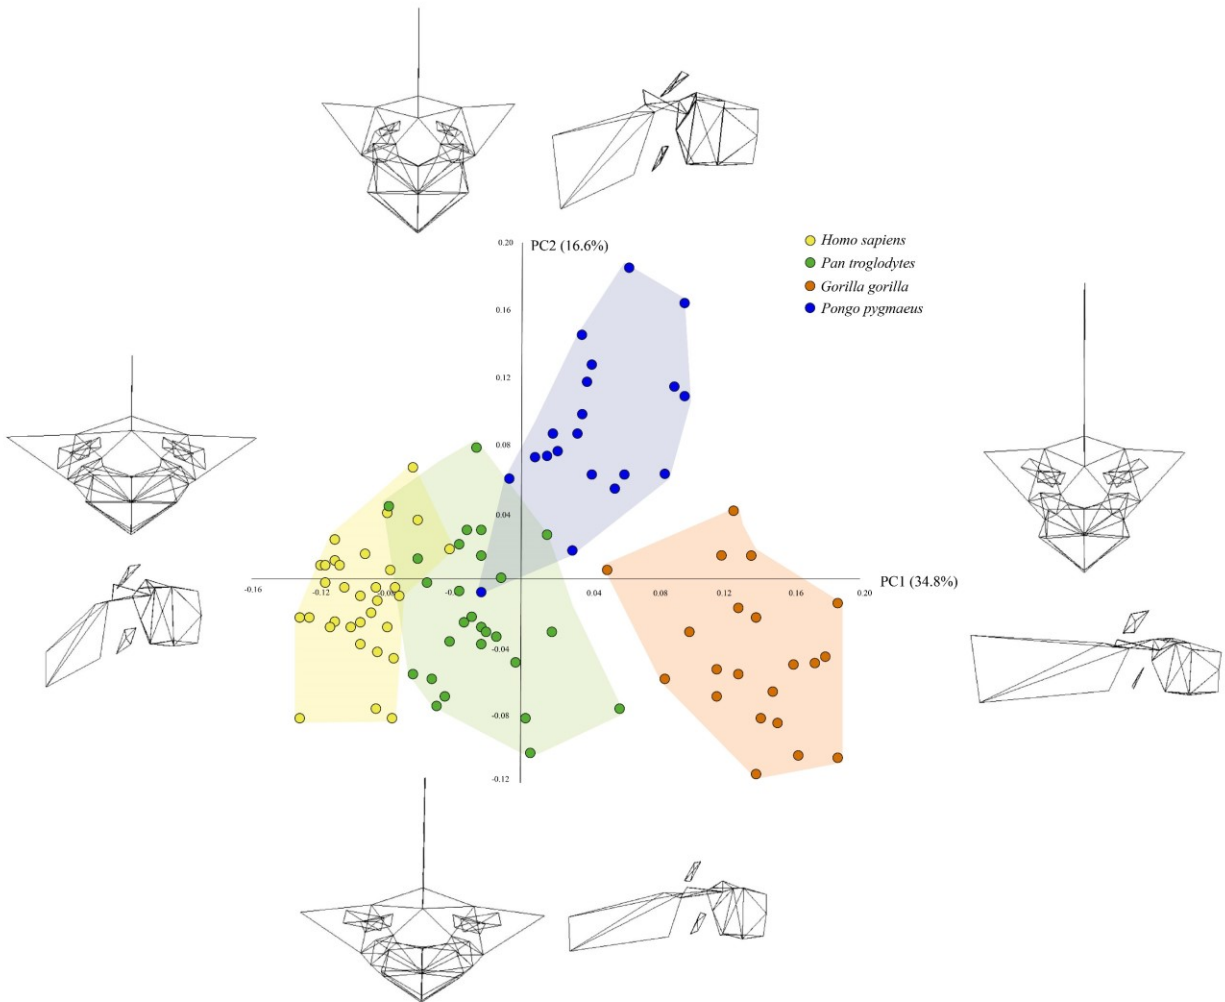 0.20
PC2 (16.6%)
Homo sapiens
Pan troglodytes
Gorilla gorilla
Pongo pygmaeus
0.16
0.12
0.08
0.04
PC1 (34.8%)
-0.16 -0.12 -0.08 0.04 0.08 0.12 0.16 0.20
-0.04
-0.08
-0.12